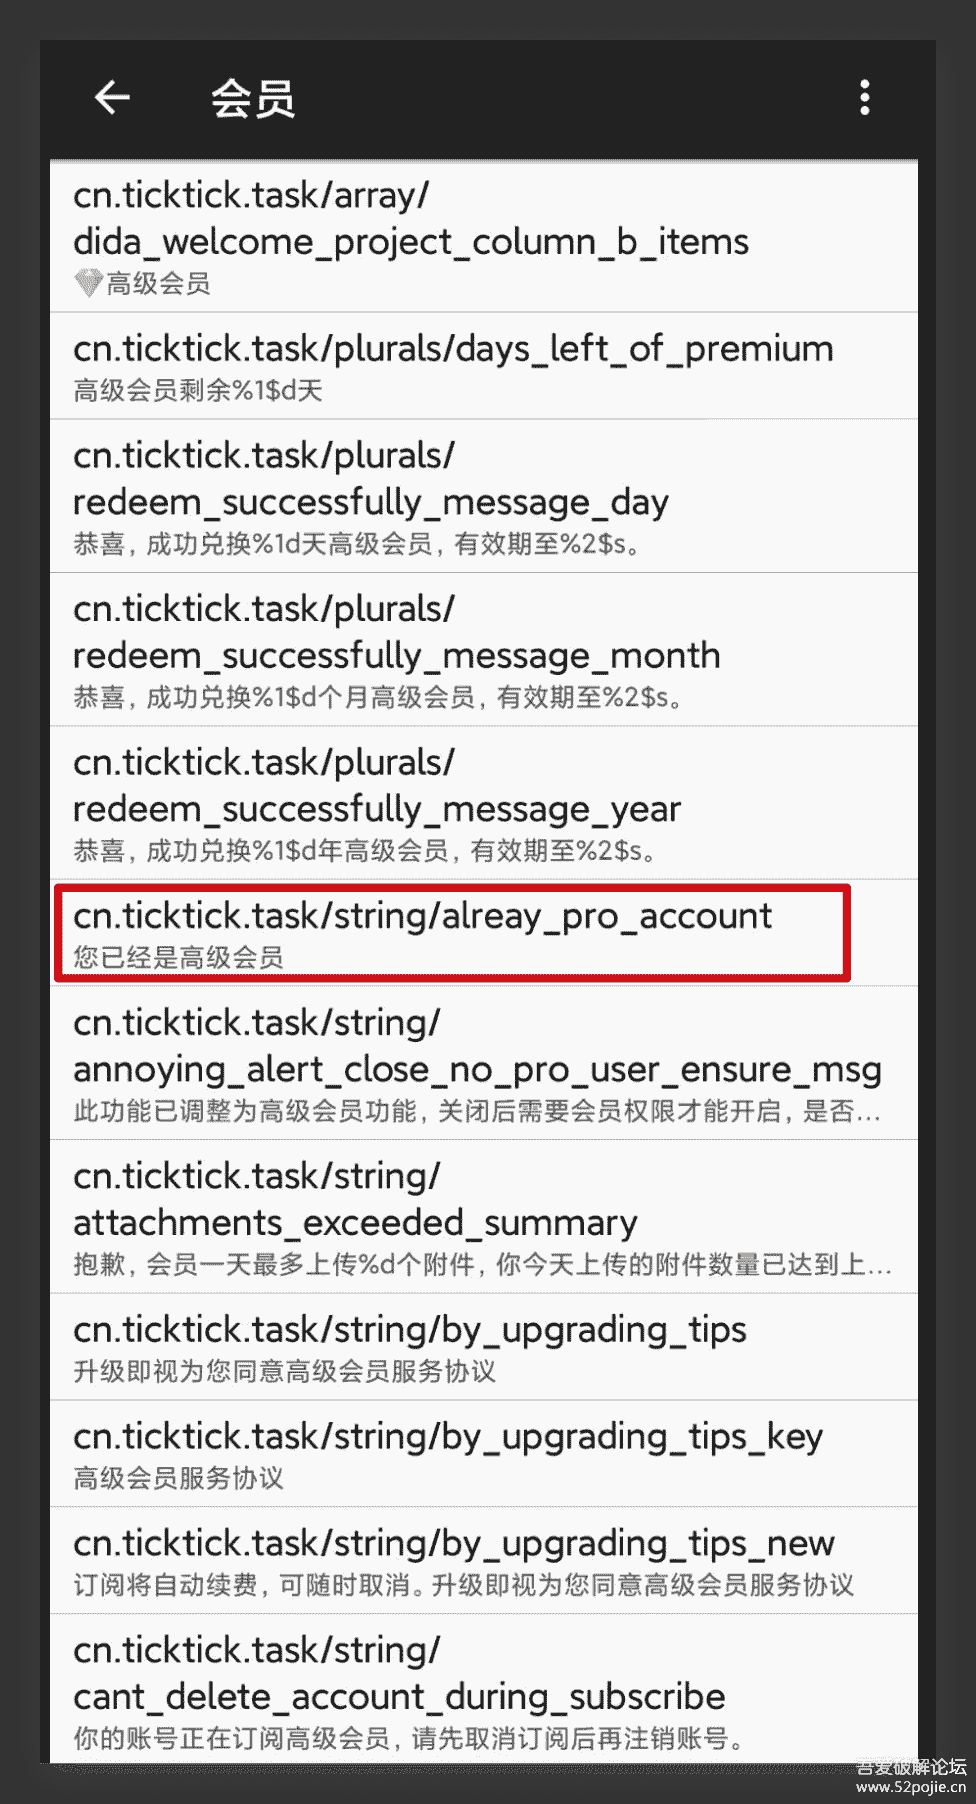 会员
cn.ticktick.task/array/
dida_welcome_project_column_b_items
高级会员
cn.ticktick.task/plurals/days_left_of_premium
高级会员剩余%1$d天
cn.ticktick.task/plurals/
redeem_successfully_message_day
恭喜，成功兑换%1d天高级会员，有效期至%2$s。
cn.ticktick.task/plurals/
redeem_successfully_message_month
恭喜，成功兑换%1$d个月高级会员，有效期至%2$s。
cn.ticktick.task/plurals/
redeem_successfully_message_year
恭喜，成功兑换%1$d年高级会员，有效期至%2$s。
cn.ticktick.task/string/alreay_pro_account
您已经是高级会员
cn.ticktick.task/string/
annoying_alert_close_no_pro_user_ensure_msg
此功能已调整为高级会员功能，关闭后需要会员权限才能开启，是否...
cn.ticktick.task/string/
attachments_exceeded_summary
抱歉，会员一天最多上传%d个附件，你今天上传的附件数量已达到上...
cn.ticktick.task/string/by_upgrading_tips
升级即视为您同意高级会员服务协议
cn.ticktick.task/string/by_upgrading_tips_key
高级会员服务协议
cn.ticktick.task/string/by_upgrading_tips_new
订阅将自动续费，可随时取消。升级即视为您同意高级会员服务协议
cn.ticktick.task/string/
cant_delete_account_during_subscribe
你的账号正在订阅高级会员，请先取消订阅后再注销账号。
吾爱破解论坛
www.52pojie.cn